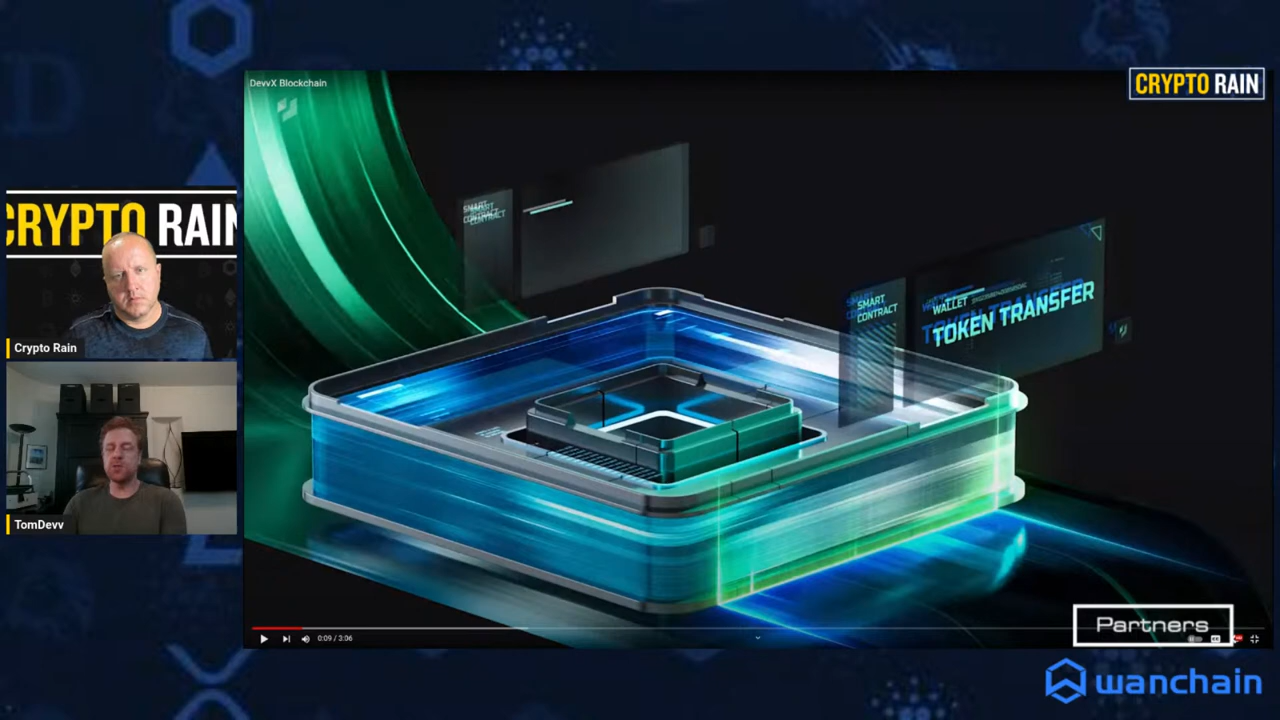 DevvX Blockchain
CRYPTO RAIN
CRYPTO RAIN
Crypto Rain
TomDevv
SMART
CONTRACT
SMART
CONTRACT
WALLET
TOKEN TRANSFER
0:09 / 3:06
Partners
wanchain